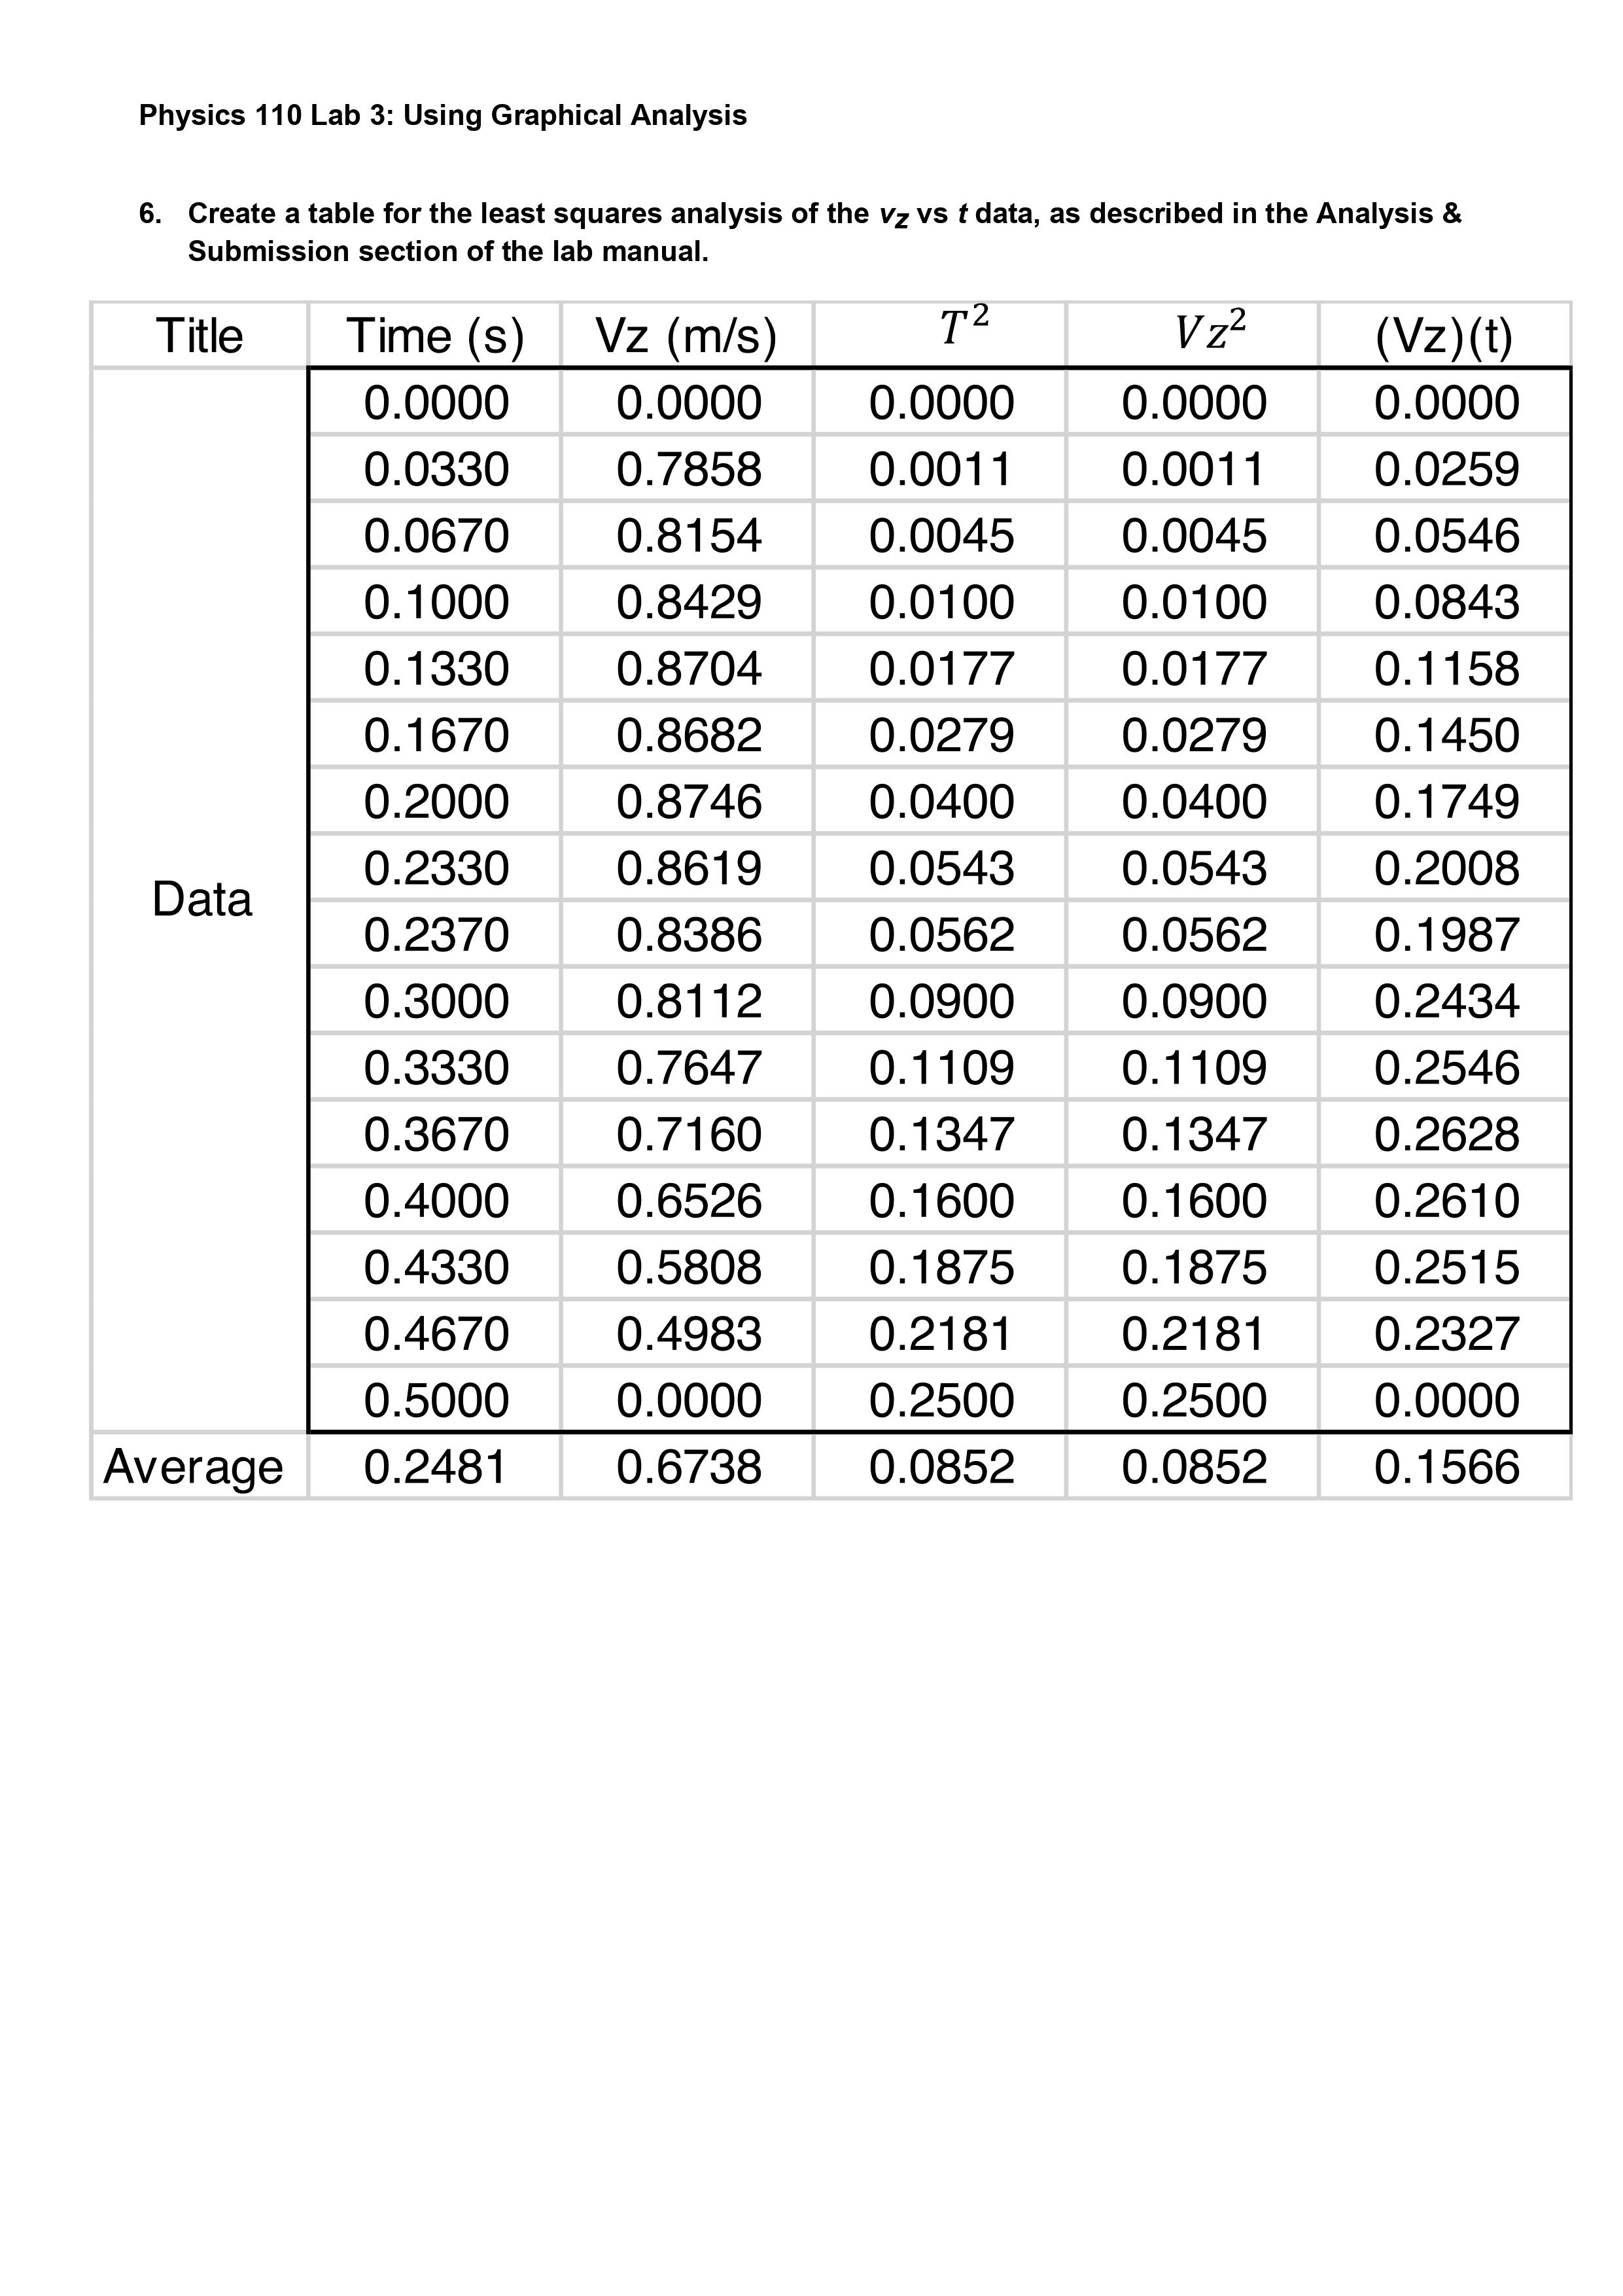 Physics 110 Lab 3: Using Graphical Analysis
6. Create a table for the least squares analysis of the vz vs t data, as described in the Analysis &
Submission section of the lab manual.
Title Time (s) Vz (m/s) T² Vz² (Vz)(t)
0.0000 0.0000 0.0000 0.0000 0.0000
0.0330 0.7858 0.0011 0.0011 0.0259
0.0670 0.8154 0.0045 0.0045 0.0546
0.1000 0.8429 0.0100 0.0100 0.0843
0.1330 0.8704 0.0177 0.0177 0.1158
0.1670 0.8682 0.0279 0.0279 0.1450
0.2000 0.8746 0.0400 0.0400 0.1749
0.2330 0.8619 0.0543 0.0543 0.2008
Data
0.2370 0.8386 0.0562 0.0562 0.1987
0.3000 0.8112 0.0900 0.0900 0.2434
0.3330 0.7647 0.1109 0.1109 0.2546
0.3670 0.7160 0.1347 0.1347 0.2628
0.4000 0.6526 0.1600 0.1600 0.2610
0.4330 0.5808 0.1875 0.1875 0.2515
0.4670 0.4983 0.2181 0.2181 0.2327
0.5000 0.0000 0.2500 0.2500 0.0000
Average 0.2481 0.6738 0.0852 0.0852 0.1566